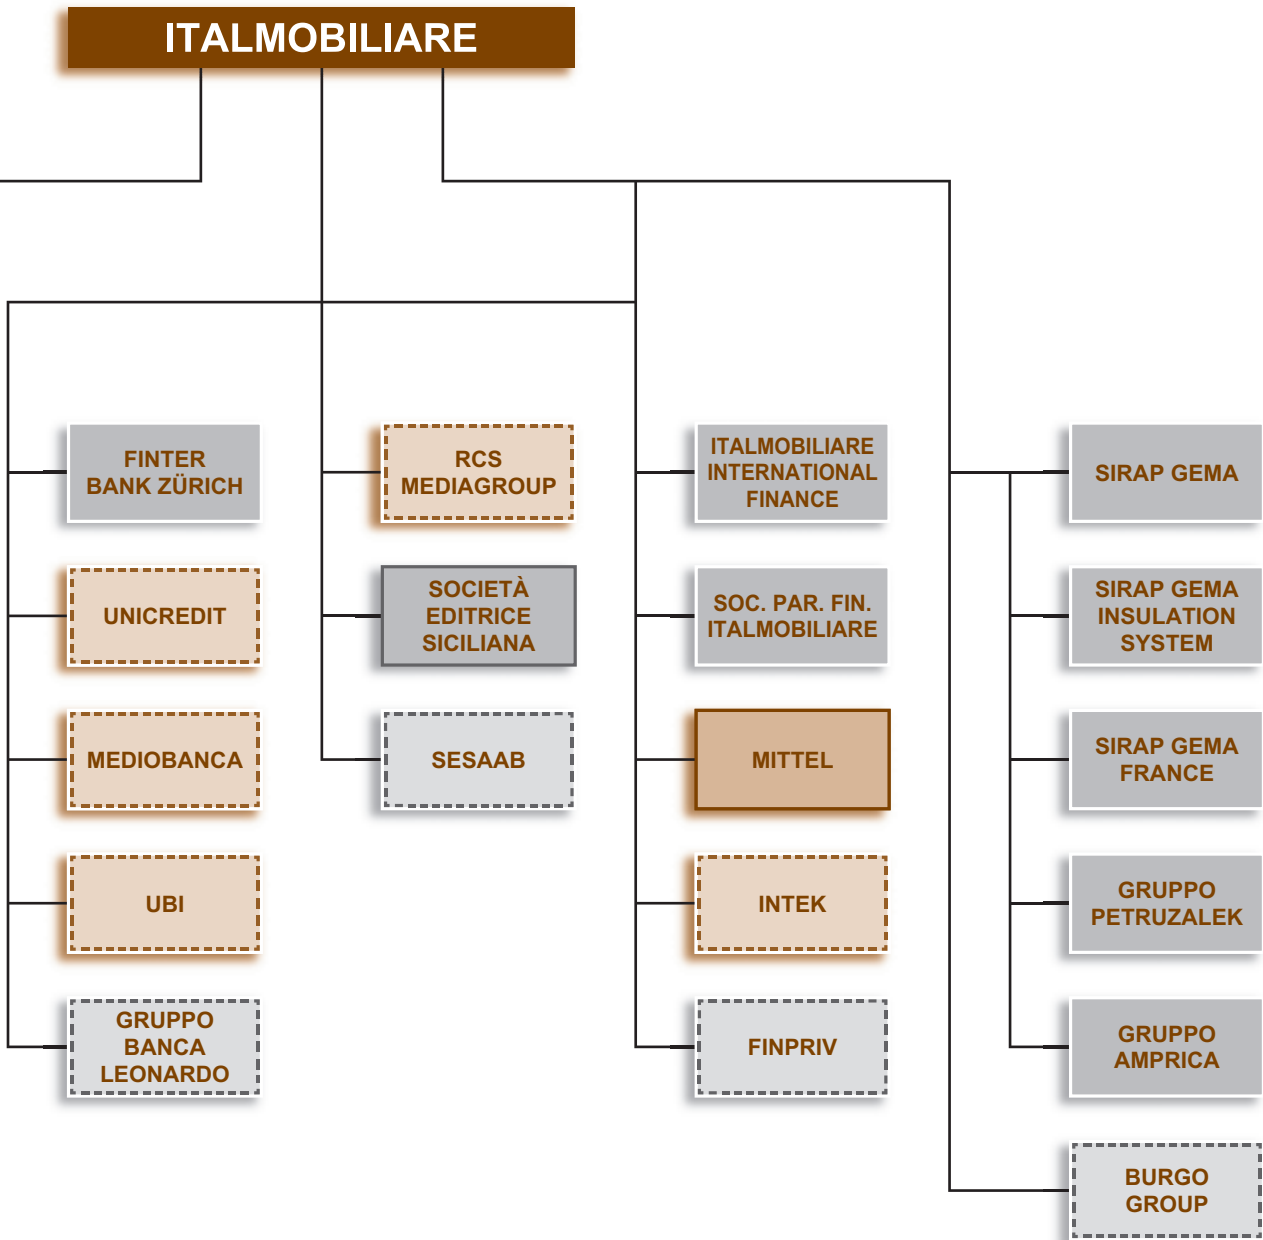 ITALMOBILIARE
FINTER
BANK ZÜRICH
UNICREDIT
MEDIOBANCA
UBI
GRUPPO
BANCA
LEONARDO
RCS
MEDIAGROUP
SOCIETÀ
EDITRICE
SICILIANA
SESAAB
ITALMOBILIARE
INTERNATIONAL
FINANCE
SOC. PAR. FIN.
ITALMOBILIARE
MITTEL
INTEK
FINPRIV
SIRAP GEMA
SIRAP GEMA
INSULATION
SYSTEM
SIRAP GEMA
FRANCE
GRUPPO
PETRUZALEK
GRUPPO
AMPRICA
BURGO
GROUP